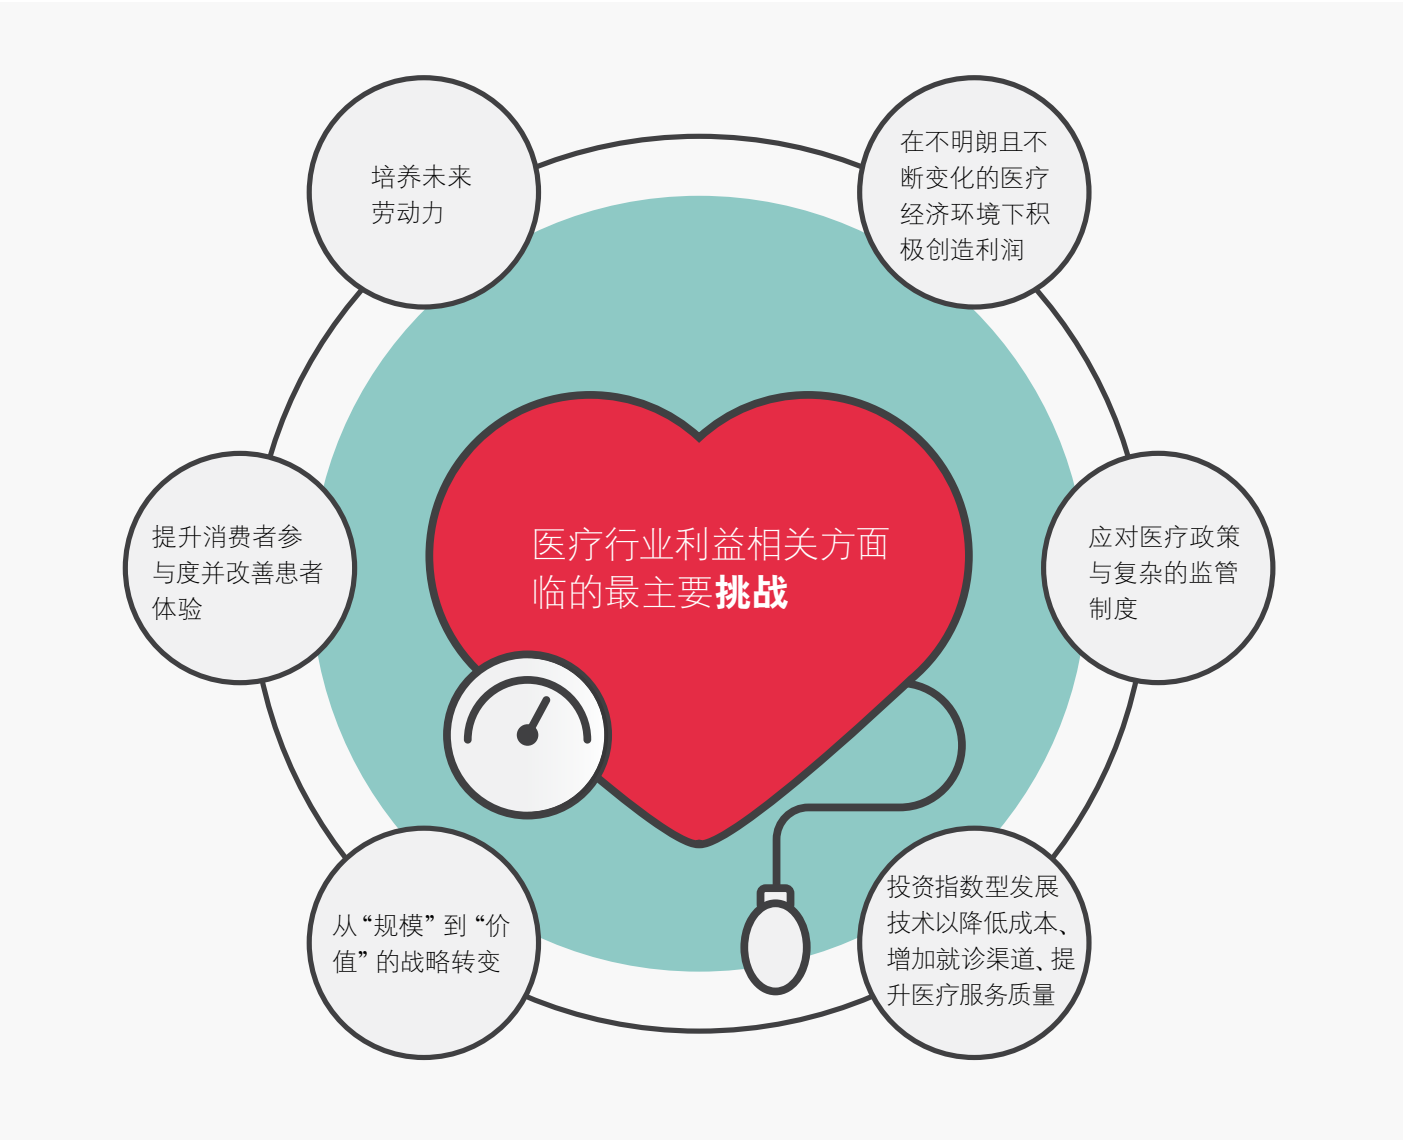 培养未来
劳动力
在不明朗且不
断变化的医疗
经济环境下积
极创造利润
医疗行业利益相关方面
临的最主要挑战
提升消费者参
与度并改善患者
体验
应对医疗政策
与复杂的监管
制度
从“规模”到“价
值”的战略转变
投资指数型发展
技术以降低成本、
增加就诊渠道、提
升医疗服务质量